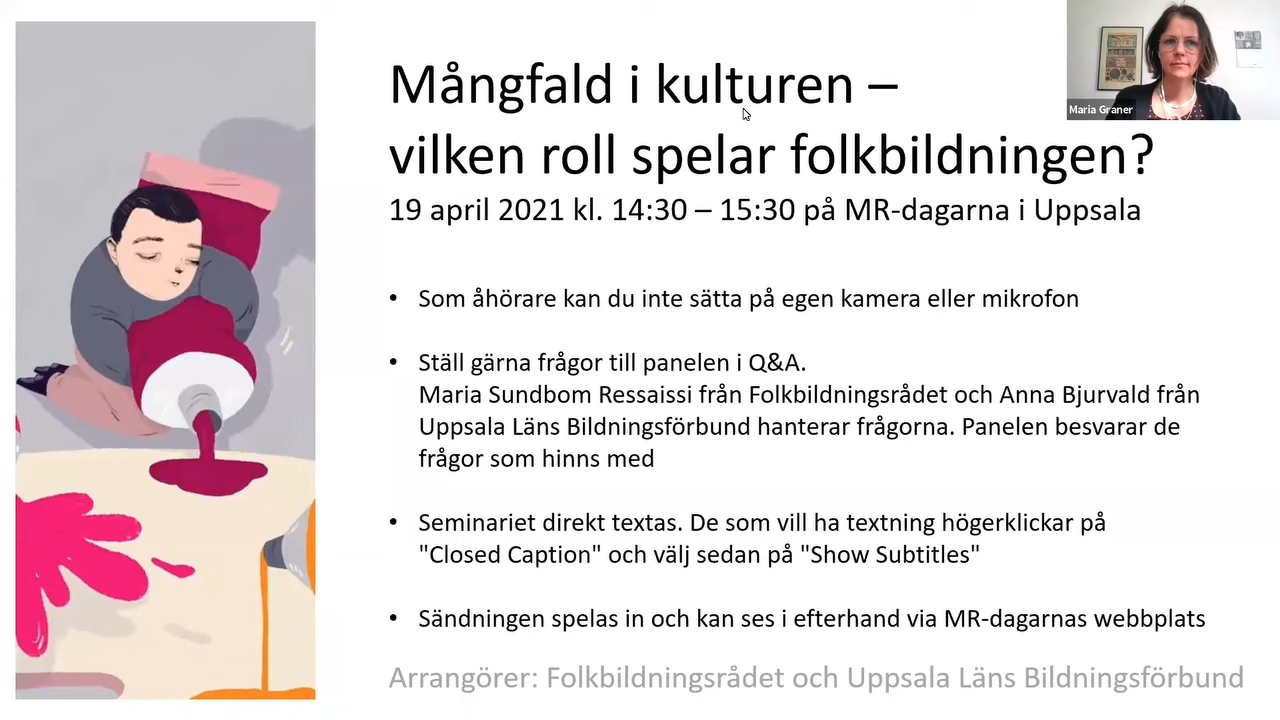 Mångfald i kulturen –
vilken roll spelar folkbildningen?
19 april 2021 kl. 14:30 – 15:30 på MR-dagarna i Uppsala
Maria Graner
• Som åhörare kan du inte sätta på egen kamera eller mikrofon
• Ställ gärna frågor till panelen i Q&A.
Maria Sundbom Ressaissi från Folkbildningsrådet och Anna Bjurvald från
Uppsala Läns Bildningsförbund hanterar frågorna. Panelen besvarar de
frågor som hinns med
• Seminariet direkt textas. De som vill ha textning högerklickar på
"Closed Caption" och välj sedan på "Show Subtitles"
• Sändningen spelas in och kan ses i efterhand via MR-dagarnas webbplats
Arrangörer: Folkbildningsrådet och Uppsala Läns Bildningsförbund